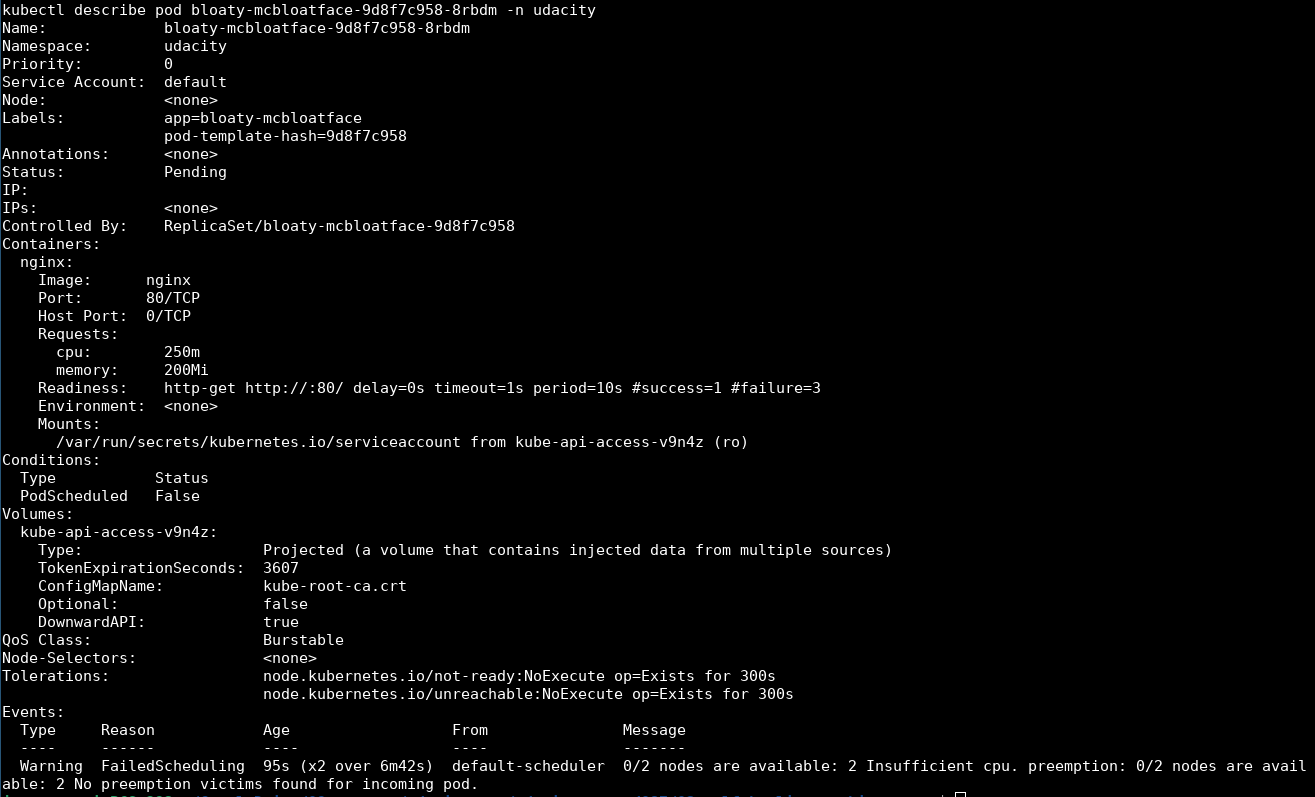 kubectl describe pod bloaty-mcbloatface-9d8f7c958-8rbdm -n udacity
Name:             bloaty-mcbloatface-9d8f7c958-8rbdm
Namespace:        udacity
Priority:         0
Service Account:  default
Node:             <none>
Labels:           app=bloaty-mcbloatface
                  pod-template-hash=9d8f7c958
Annotations:      <none>
Status:           Pending
IP:
IPs:              <none>
Controlled By:    ReplicaSet/bloaty-mcbloatface-9d8f7c958
Containers:
  nginx:
    Image:      nginx
    Port:       80/TCP
    Host Port:  0/TCP
    Requests:
      cpu:        250m
      memory:     200Mi
    Readiness:    http-get http://:80/ delay=0s timeout=1s period=10s #success=1 #failure=3
    Environment:  <none>
    Mounts:
      /var/run/secrets/kubernetes.io/serviceaccount from kube-api-access-v9n4z (ro)
Conditions:
  Type           Status
  PodScheduled   False
Volumes:
  kube-api-access-v9n4z:
    Type:                    Projected (a volume that contains injected data from multiple sources)
    TokenExpirationSeconds:  3607
    ConfigMapName:           kube-root-ca.crt
    Optional:                false
    DownwardAPI:             true
QoS Class:                   Burstable
Node-Selectors:              <none>
Tolerations:                 node.kubernetes.io/not-ready:NoExecute op=Exists for 300s
                             node.kubernetes.io/unreachable:NoExecute op=Exists for 300s
Events:
  Type     Reason            Age                  From               Message
  ----     ------            ----                 ----               -------
  Warning  FailedScheduling  95s (x2 over 6m42s)  default-scheduler  0/2 nodes are available: 2 Insufficient cpu. preemption: 0/2 nodes are avail
able: 2 No preemption victims found for incoming pod.